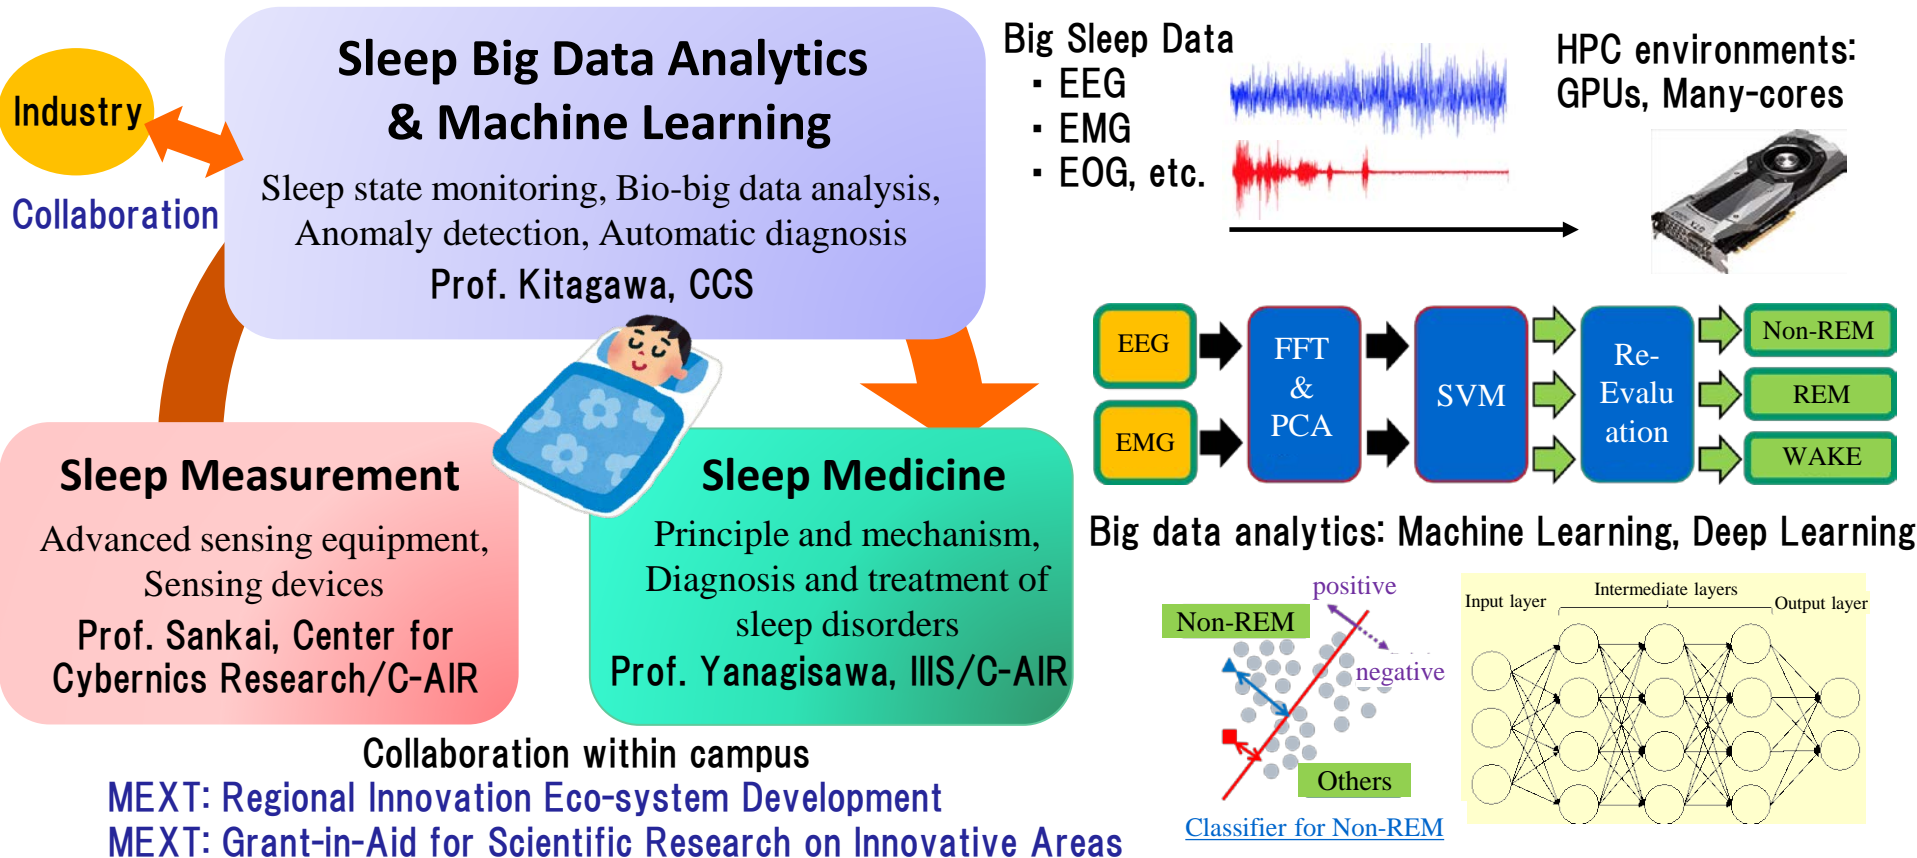 Industry
Collaboration
Sleep Big Data Analytics
& Machine Learning
Sleep state monitoring, Bio-big data analysis,
Anomaly detection, Automatic diagnosis
Prof. Kitagawa, CCS
Sleep Measurement
Advanced sensing equipment,
Sensing devices
Prof. Sankai, Center for
Cybernics Research/C-AIR
Sleep Medicine
Principle and mechanism,
Diagnosis and treatment of
sleep disorders
Prof. Yanagisawa, IIIS/C-AIR
Collaboration within campus
MEXT: Regional Innovation Eco-system Development
MEXT: Grant-in-Aid for Scientific Research on Innovative Areas
Big Sleep Data
・EEG
・EMG
・EOG, etc.
HPC environments:
GPUs, Many-cores
EEG
EMG
FFT
&
PCA
SVM
Re-
Evalu
ation
Non-REM
REM
WAKE
Big data analytics: Machine Learning, Deep Learning
positive
Non-REM
negative
Others
Classifier for Non-REM
Input layer
Intermediate layers
Output layer